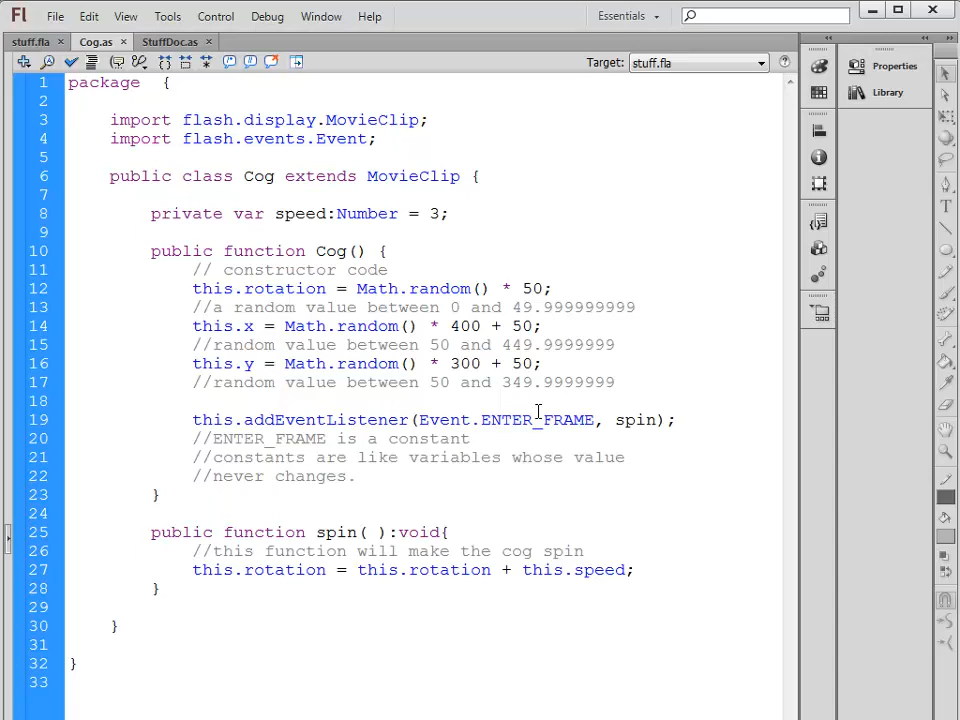 Fl File Edit View Tools Control Debug Window Help Essentials
stuff.fla × Cog.as × StuffDoc.as ×
Target: stuff.fla
1 package {
2
3 import flash.display.MovieClip;
4 import flash.events.Event;
5
6 public class Cog extends MovieClip {
7
8 private var speed:Number = 3;
9
10 public function Cog() {
11 // constructor code
12 this.rotation = Math.random() * 50;
13 //a random value between 0 and 49.999999999
14 this.x = Math.random() * 400 + 50;
15 //random value between 50 and 449.9999999
16 this.y = Math.random() * 300 + 50;
17 //random value between 50 and 349.9999999
18
19 this.addEventListener(Event.ENTER_FRAME, spin);
20 //ENTER_FRAME is a constant
21 //constants are like variables whose value
22 //never changes.
23 }
24
25 public function spin( ):void{
26 //this function will make the cog spin
27 this.rotation = this.rotation + this.speed;
28 }
29
30 }
31
32 }
33
Properties
Library